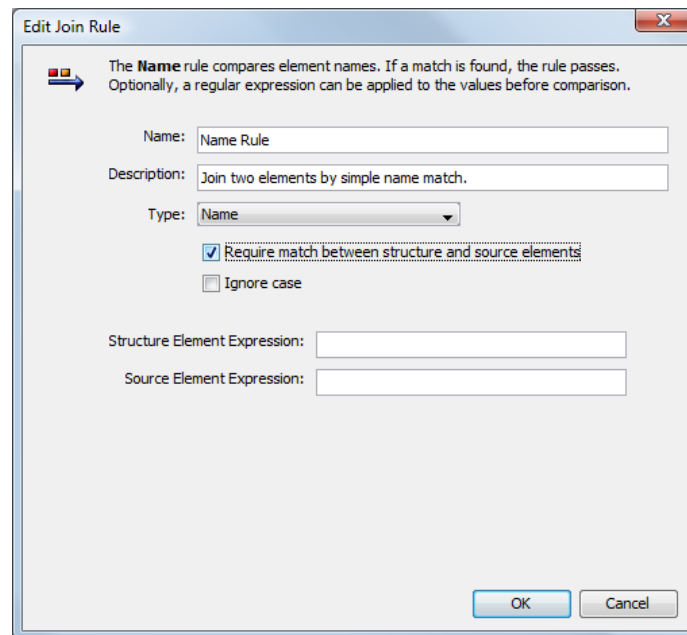 Edit Join Rule
The Name rule compares element names. If a match is found, the rule passes.
Optionally, a regular expression can be applied to the values before comparison.
Name: Name Rule
Description: Join two elements by simple name match.
Type: Name
Require match between structure and source elements
Ignore case
Structure Element Expression:
Source Element Expression:
OK Cancel